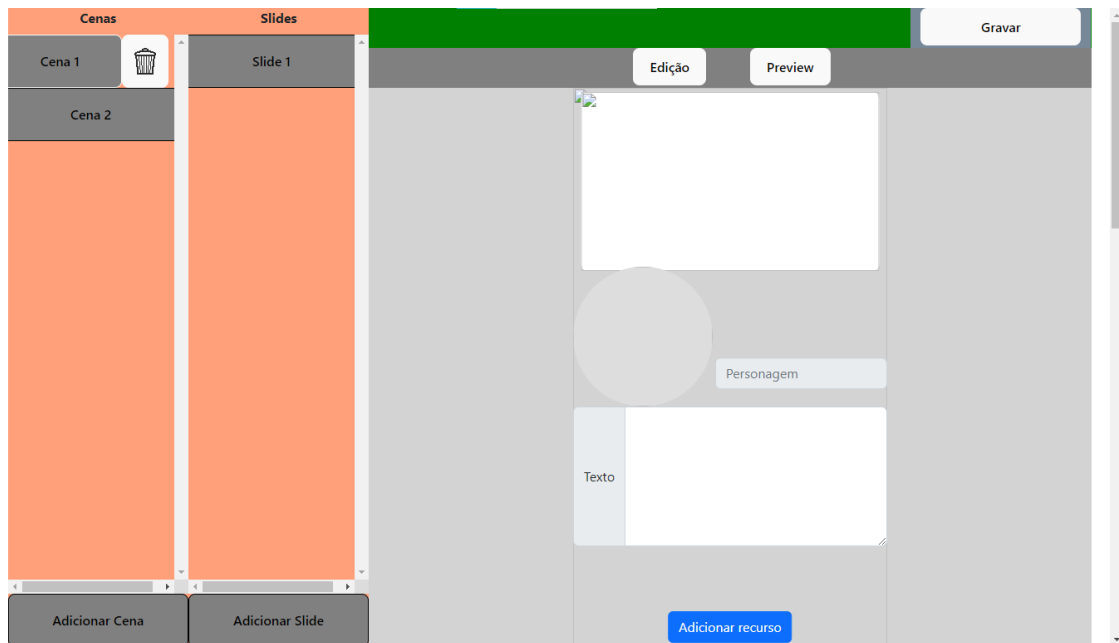 Cenas
Slides
Gravar
Cena 1
Slide 1
Edição
Preview
Cena 2
Personagem
Texto
Adicionar Cena
Adicionar Slide
Adicionar recurso